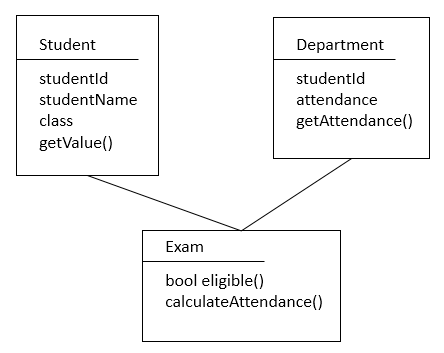 Student
studentId
studentName
class
getValue()
Department
studentId
attendance
getAttendance()
Exam
bool eligible()
calculateAttendance()